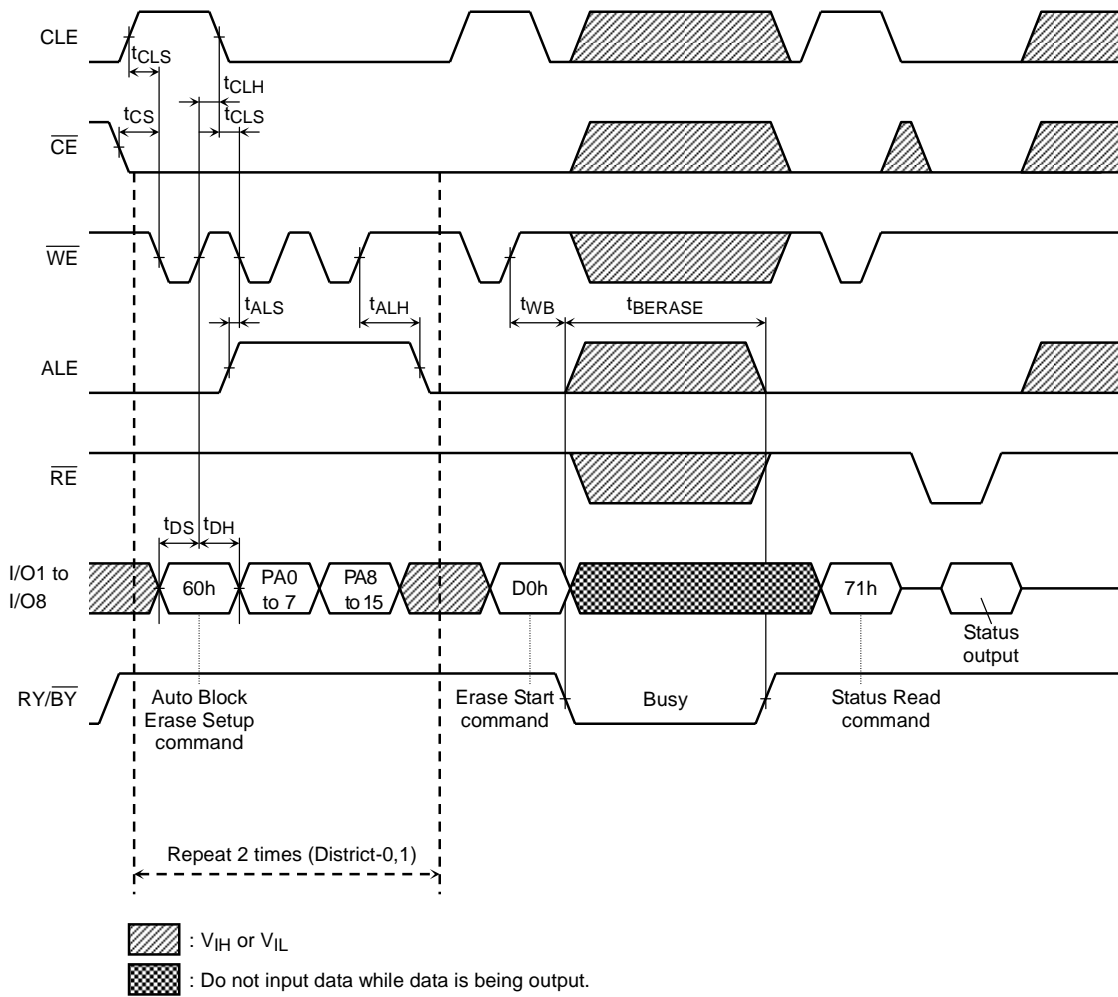 CLE
tCLS
tCLH
tCS
tCLS
CE
WE
tALS
tALH
tWB
tBERASE
ALE
RE
tDS
tDH
I/O1 to
I/O8
60h
PA0
to 7
PA8
to 15
D0h
71h
Status
output
RY/BY
Auto Block
Erase Setup
command
Erase Start
command
Busy
Status Read
command
Repeat 2 times (District-0,1)
: VIH or VIL
: Do not input data while data is being output.